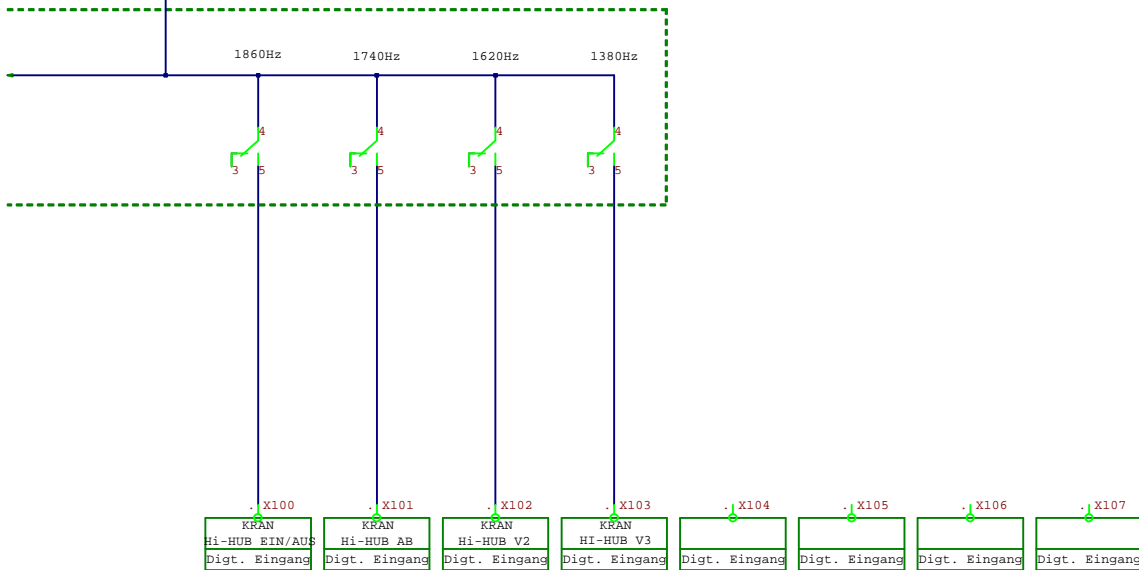 1860Hz 1740Hz 1620Hz 1380Hz
4 4 4 4
3 5 3 5 3 5 3 5
.X100 .X101 .X102 .X103 .X104 .X105 .X106 .X107
KRAN KRAN KRAN KRAN
Hi-HUB EIN/AUS Hi-HUB AB Hi-HUB V2 HI-HUB V3
Digt. Eingang Digt. Eingang Digt. Eingang Digt. Eingang Digt. Eingang Digt. Eingang Digt. Eingang Digt. Eingang